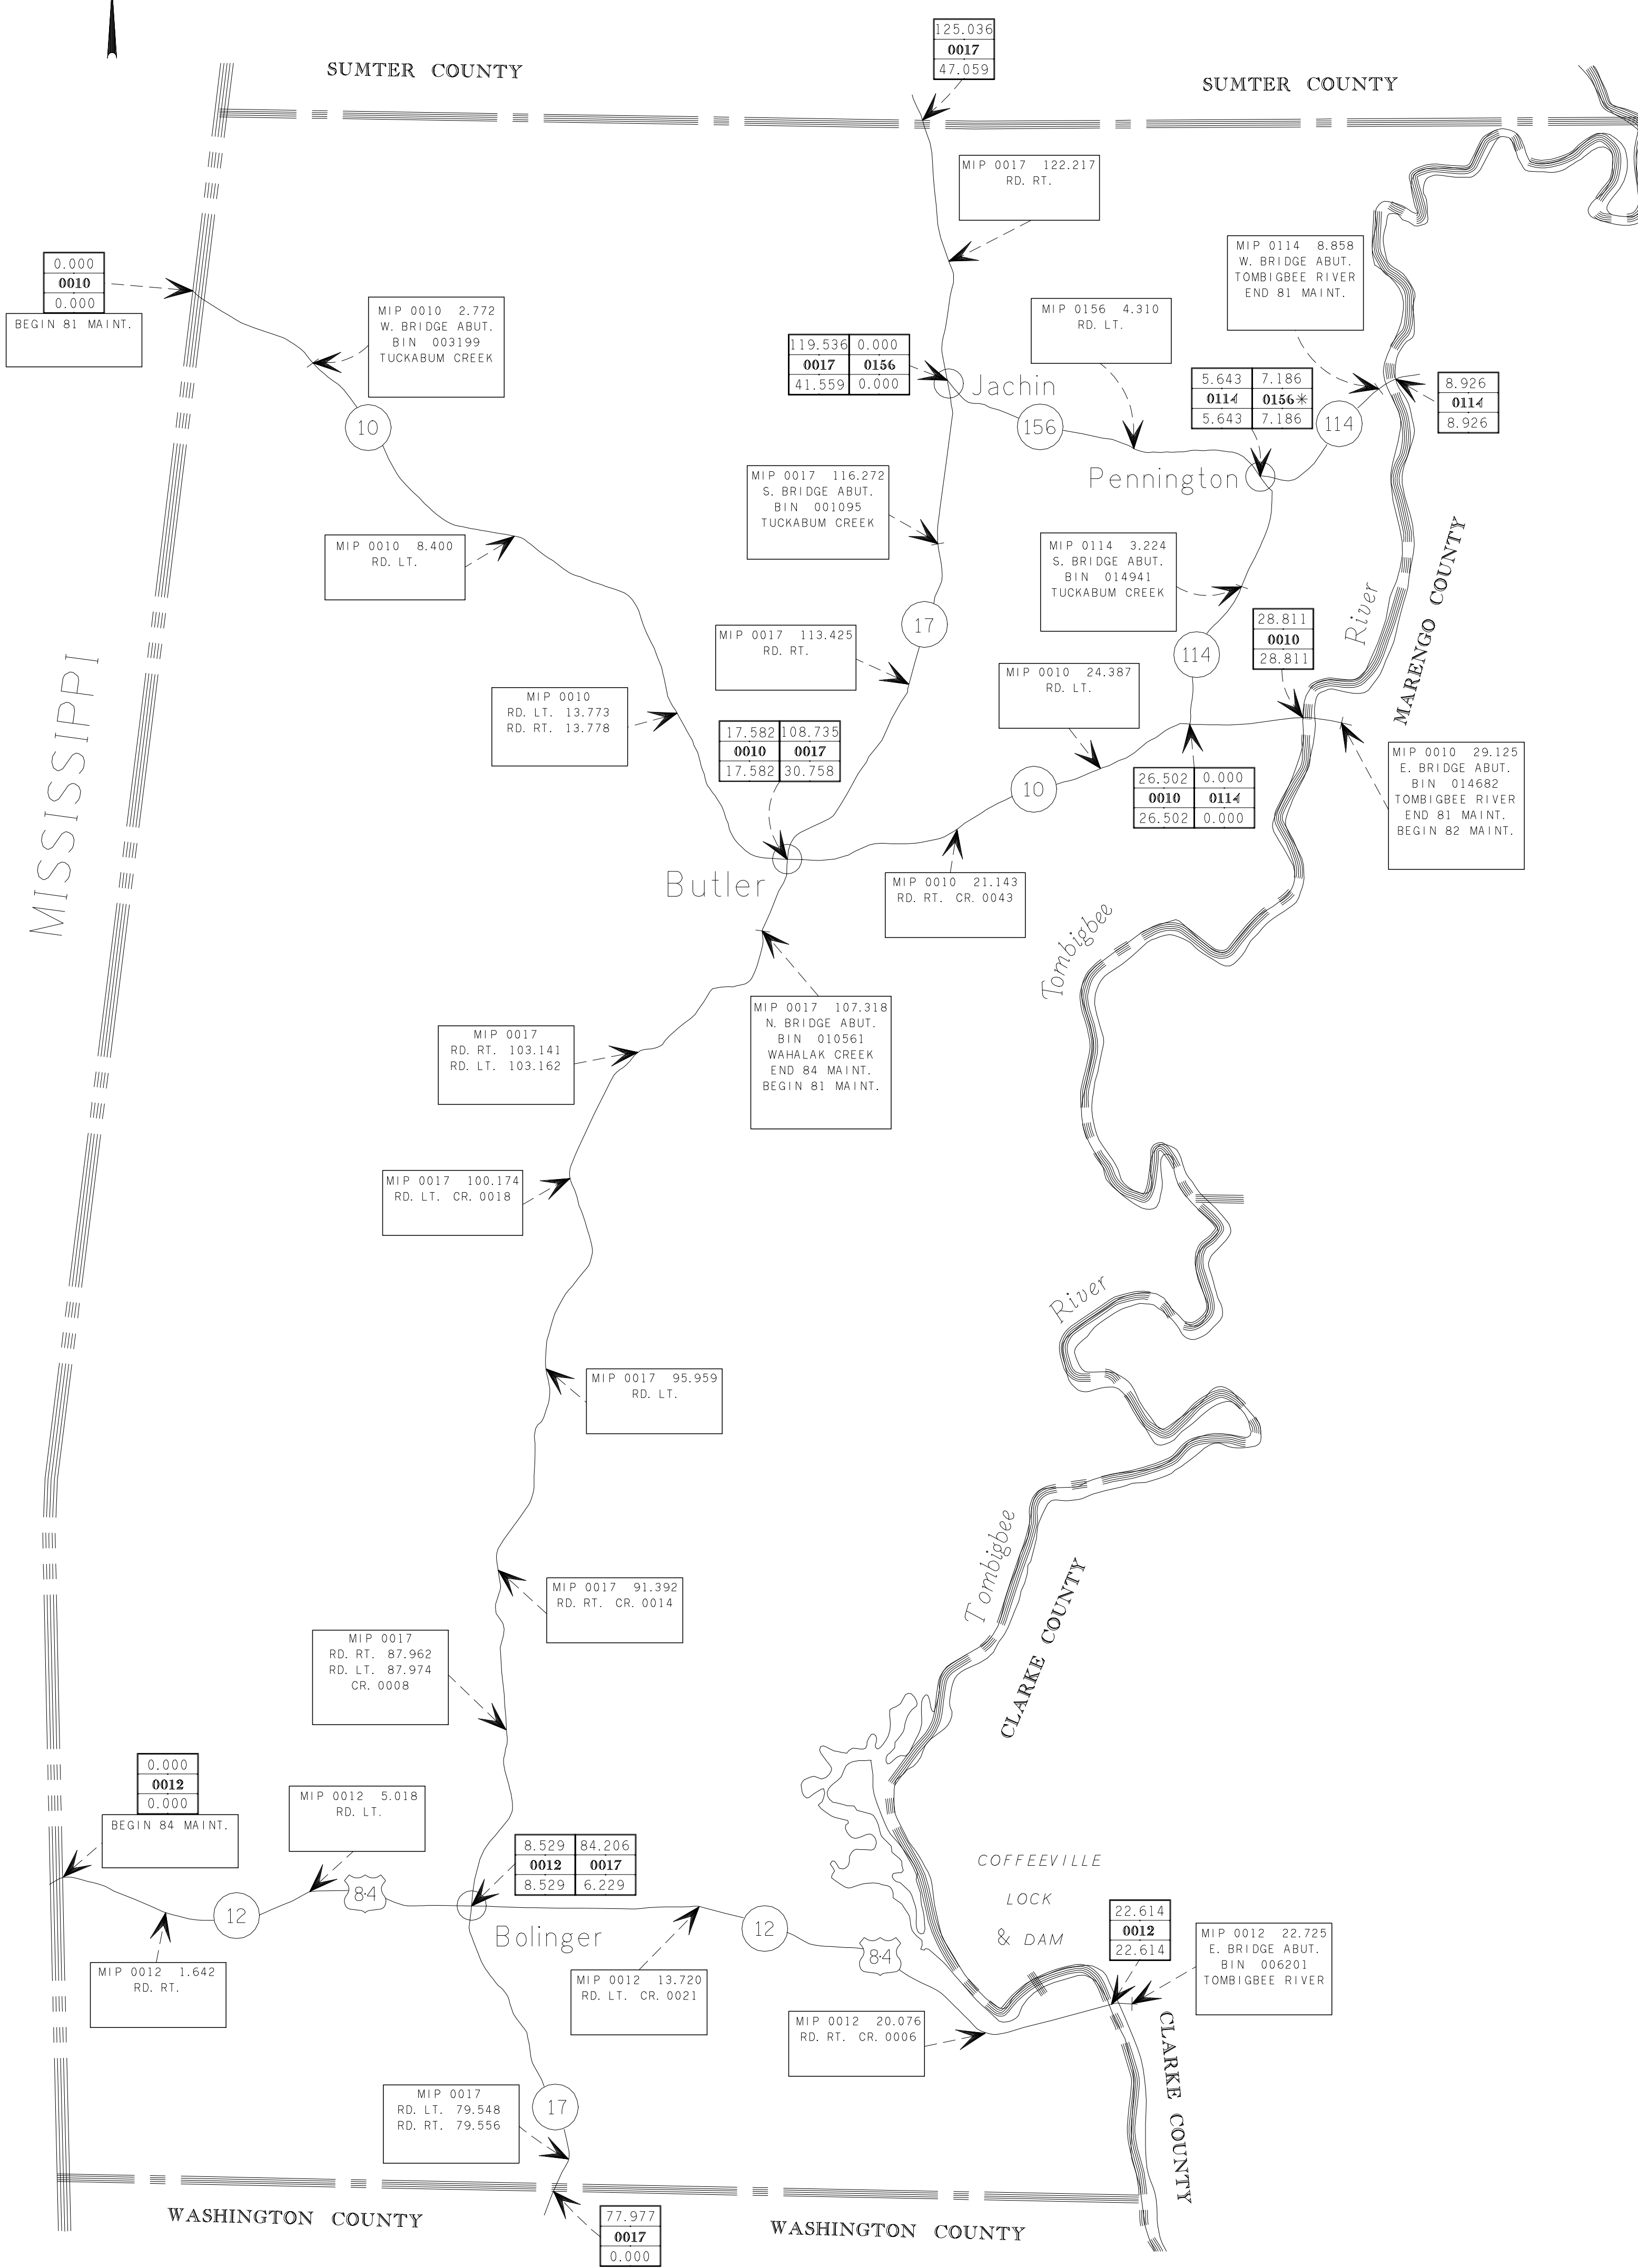 125.036
0017
47.059
SUMTER COUNTY
SUMTER COUNTY
MIP 0017 122.217
RD. RT.
0.000
0010
0.000
BEGIN 81 MAINT.
MIP 0114 8.858
W. BRIDGE ABUT.
TOMBIGBEE RIVER
END 81 MAINT.
MIP 0010 2.772
W. BRIDGE ABUT.
BIN 003199
TUCKABUM CREEK
MIP 0156 4.310
RD. LT.
119.536 0.000
0017 0156
41.559 0.000
Jachin
5.643 7.186
0114 0156*
5.643 7.186
8.926
0114
8.926
10
156
114
Pennington
MIP 0017 116.272
S. BRIDGE ABUT.
BIN 001095
TUCKABUM CREEK
MIP 0010 8.400
RD. LT.
MIP 0114 3.224
S. BRIDGE ABUT.
BIN 014941
TUCKABUM CREEK
River
MARENGO COUNTY
17
MIP 0017 113.425
RD. RT.
28.811
0010
28.811
114
MIP 0010 24.387
RD. LT.
MISSISSIPPI
MIP 0010
RD. LT. 13.773
RD. RT. 13.778
17.582 108.735
0010 0017
17.582 30.758
MIP 0010 29.125
E. BRIDGE ABUT.
BIN 014682
TOMBIGBEE RIVER
END 81 MAINT.
BEGIN 82 MAINT.
10
26.502 0.000
0010 0114
26.502 0.000
Butler
MIP 0010 21.143
RD. RT. CR. 0043
Tombigbee
MIP 0017 107.318
N. BRIDGE ABUT.
BIN 010561
WAHALAK CREEK
END 84 MAINT.
BEGIN 81 MAINT.
MIP 0017
RD. RT. 103.141
RD. LT. 103.162
MIP 0017 100.174
RD. LT. CR. 0018
River
MIP 0017 95.959
RD. LT.
Tombigbee
MIP 0017 91.392
RD. RT. CR. 0014
CLARKE COUNTY
MIP 0017
RD. RT. 87.962
RD. LT. 87.974
CR. 0008
0.000
0012
0.000
BEGIN 84 MAINT.
MIP 0012 5.018
RD. LT.
8.529 84.206
0012 0017
8.529 6.229
COFFEEVILLE
LOCK
& DAM
84
12
Bolinger
12
84
22.614
0012
22.614
MIP 0012 22.725
E. BRIDGE ABUT.
BIN 006201
TOMBIGBEE RIVER
MIP 0012 1.642
RD. RT.
MIP 0012 13.720
RD. LT. CR. 0021
MIP 0012 20.076
RD. RT. CR. 0006
CLARKE COUNTY
MIP 0017
RD. LT. 79.548
RD. RT. 79.556
17
WASHINGTON COUNTY
WASHINGTON COUNTY
77.977
0017
0.000